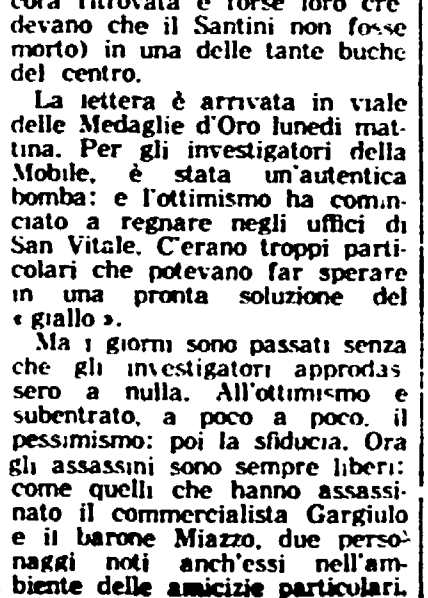 cora ritrovata e forse loro cre-
devano che il Santini non fosse
morto) in una delle tante buche
del centro.
La lettera è arrivata in viale
delle Medaglie d'Oro lunedì mat-
tina. Per gli investigatori della
Mobile, è stata un'autentica
bomba: e l'ottimismo ha comin-
ciato a regnare negli uffici di
San Vitale. C'erano troppi parti-
colari che potevano far sperare
in una pronta soluzione del
« giallo ».
Ma i giorni sono passati senza
che gli investigatori approdas
sero a nulla. All'ottimismo e
subentrato, a poco a poco, il
pessimismo: poi la sfiducia. Ora
gli assassini sono sempre liberi:
come quelli che hanno assassi-
nato il commercialista Gargiulo
e il barone Miazzo, due perso-
naggi noti anch'essi nell'am-
biente delle amicizie particulari.